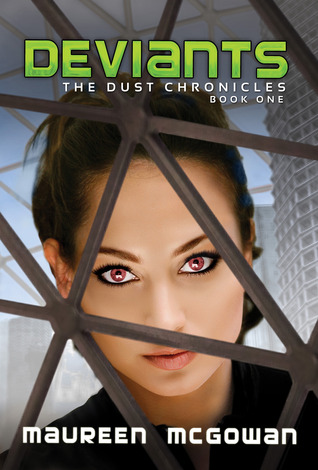 DEVIANTS
THE DUST CHRONICLES
BOOK ONE
MAUREEN MCGOWAN